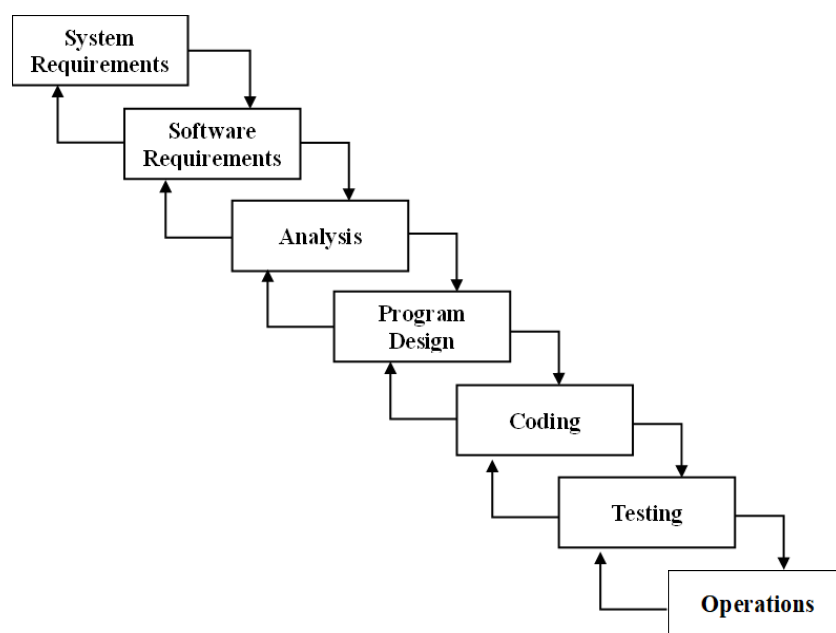 System
Requirements
Software
Requirements
Analysis
Program
Design
Coding
Testing
Operations